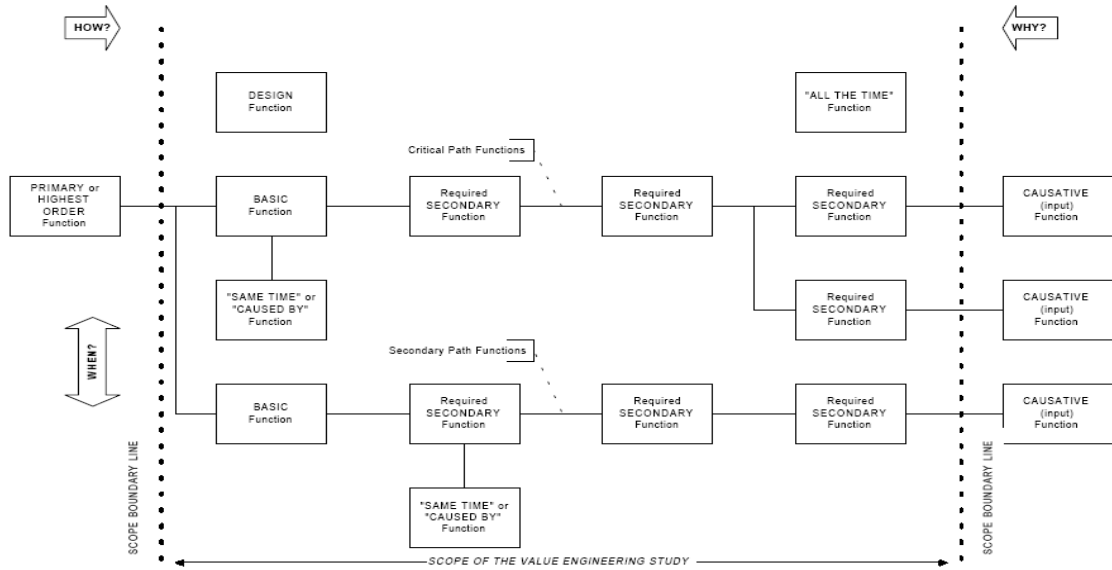 HOW?
WHY?
DESIGN
Function
"ALL THE TIME"
Function
Critical Path Functions
PRIMARY or
HIGHEST
ORDER
Function
BASIC
Function
Required
SECONDARY
Function
Required
SECONDARY
Function
Required
SECONDARY
Function
CAUSATIVE
(input)
Function
"SAME TIME" or
"CAUSED BY"
Function
Required
SECONDARY
Function
CAUSATIVE
(input)
Function
WHEN?
Secondary Path Functions
BASIC
Function
Required
SECONDARY
Function
Required
SECONDARY
Function
Required
SECONDARY
Function
CAUSATIVE
(input)
Function
SCOPE BOUNDARY LINE
"SAME TIME" or
"CAUSED BY"
Function
SCOPE BOUNDARY LINE
SCOPE OF THE VALUE ENGINEERING STUDY